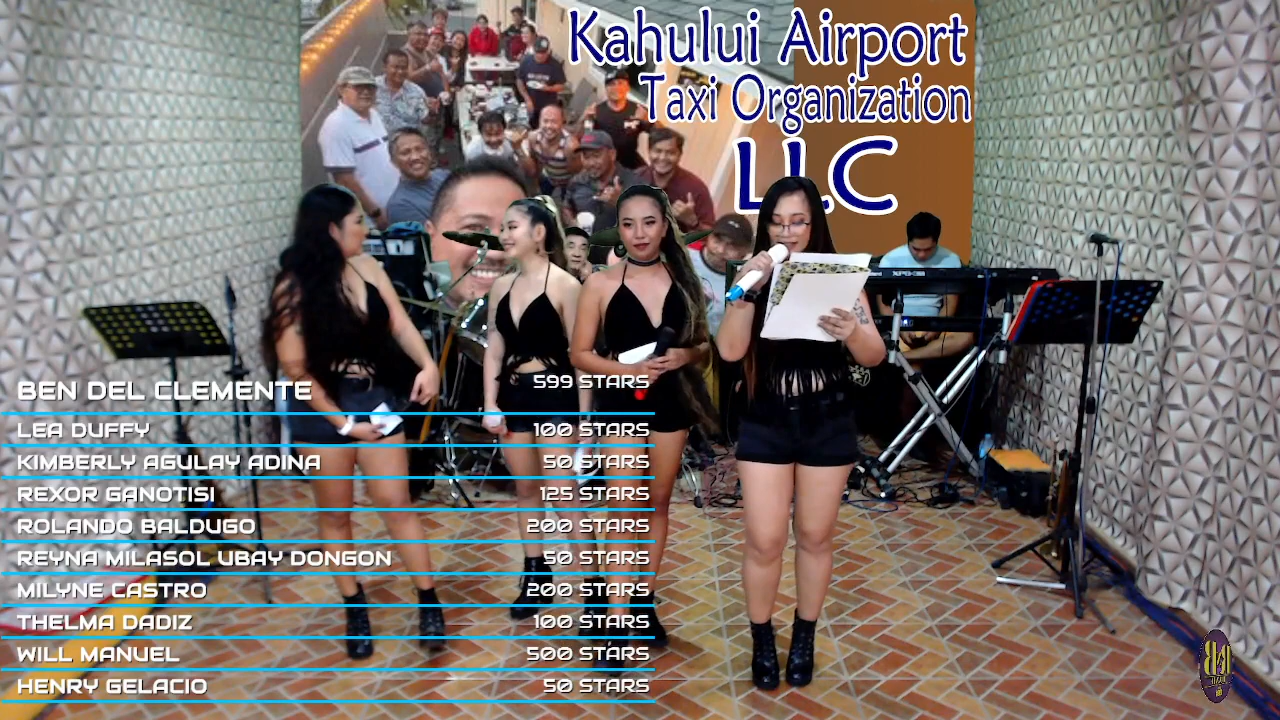 Kahului Airport
Taxi Organization
LLC
XPS-30
BEN DEL CLEMENTE 599 STARS
LEA DUFFY 100 STARS
KIMBERLY AGULAY ADINA 50 STARS
REXOR GANOTISI 125 STARS
ROLANDO BALDUGO 200 STARS
REYNA MILASOL UBAY DONGON 50 STARS
MILYNE CASTRO 200 STARS
THELMA DADIZ 100 STARS
WILL MANUEL 500 STARS
HENRY GELACIO 50 STARS